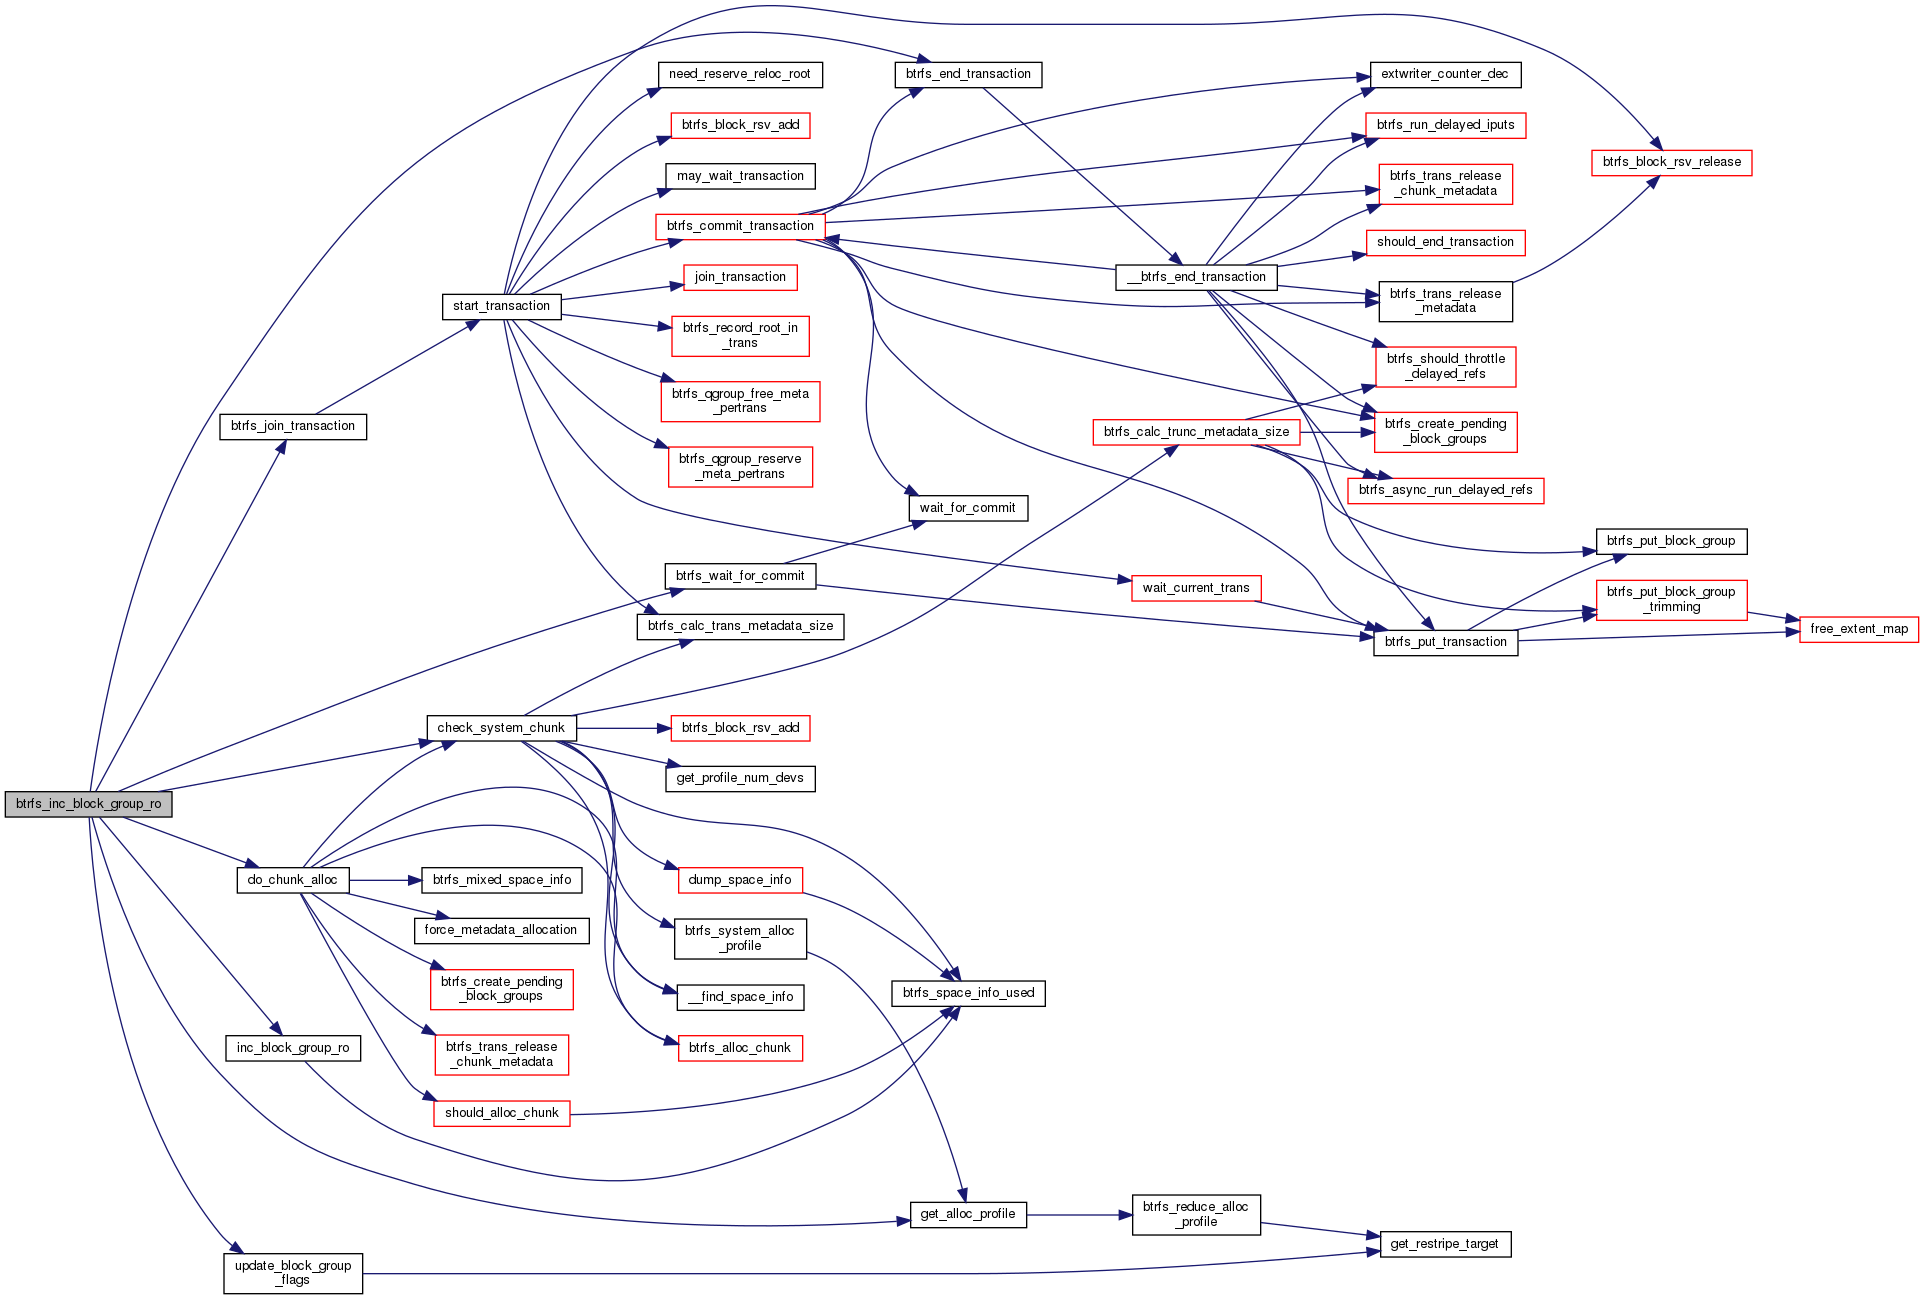 need_reserve_reloc_root
btrfs_end_transaction
extwriter_counter_dec
btrfs_block_rsv_add
btrfs_run_delayed_iputs
btrfs_block_rsv_release
may_wait_transaction
btrfs_trans_release
_chunk_metadata
btrfs_commit_transaction
should_end_transaction
join_transaction
__btrfs_end_transaction
start_transaction
btrfs_trans_release
_metadata
btrfs_record_root_in
_trans
btrfs_should_throttle
_delayed_refs
btrfs_qgroup_free_meta
_pertrans
btrfs_join_transaction
btrfs_calc_trunc_metadata_size
btrfs_create_pending
_block_groups
btrfs_qgroup_reserve
_meta_pertrans
btrfs_async_run_delayed_refs
wait_for_commit
btrfs_put_block_group
btrfs_wait_for_commit
wait_current_trans
btrfs_put_block_group
_trimming
btrfs_calc_trans_metadata_size
btrfs_put_transaction
free_extent_map
check_system_chunk
btrfs_block_rsv_add
get_profile_num_devs
btrfs_inc_block_group_ro
do_chunk_alloc
btrfs_mixed_space_info
dump_space_info
force_metadata_allocation
btrfs_system_alloc
_profile
btrfs_create_pending
_block_groups
__find_space_info
btrfs_space_info_used
inc_block_group_ro
btrfs_trans_release
_chunk_metadata
btrfs_alloc_chunk
should_alloc_chunk
get_alloc_profile
btrfs_reduce_alloc
_profile
get_restripe_target
update_block_group
_flags